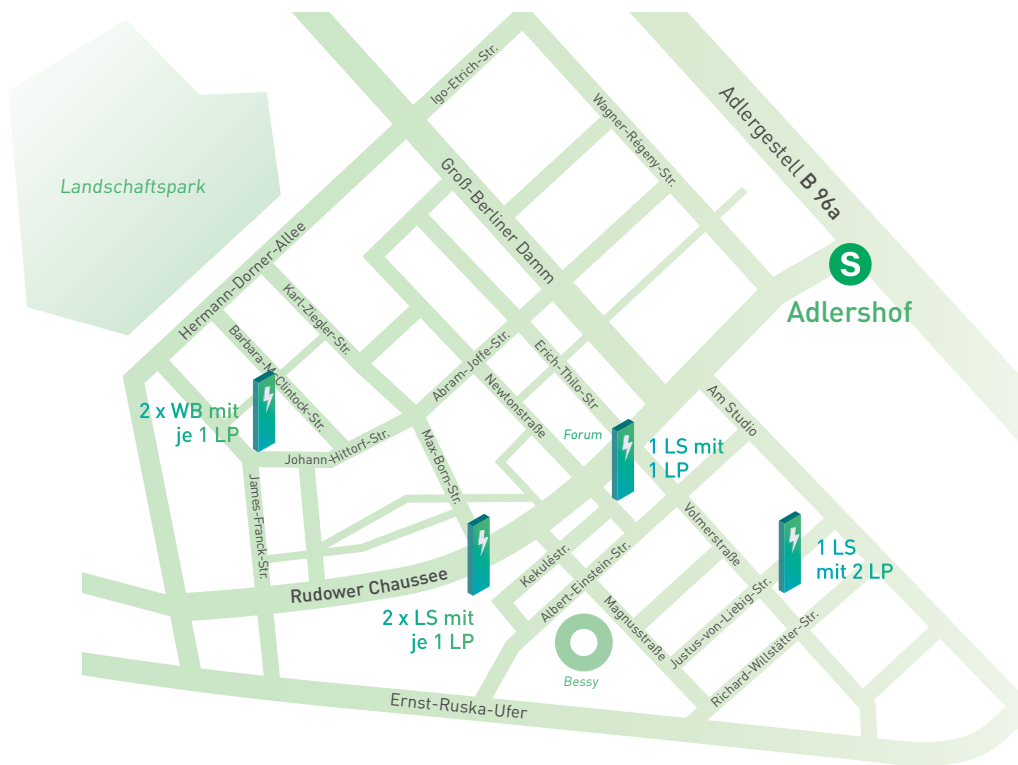 Igo-Etrich-Str.
Wagner-Régeny-Str.
Adlergestell B 96a
Landschaftspark
Groß-Berliner Damm
Hermann-Dorner-Allee
S
Adlershof
Karl-Ziegler-Str.
Barbara-McClintock-Str.
Abram-Joffe-Str.
Erich-Thilo-Str
Newtonstraße
Am Studio
2 x WB mit
je 1 LP
Forum
1 LS mit
1 LP
Johann-Hittorf-Str.
Max-Born-Str.
James-Franck-Str.
Volmerstraße
1 LS
mit 2 LP
Kekuléstr.
Albert-Einstein-Str.
Rudower Chaussee
2 x LS mit
je 1 LP
Magnusstraße
Justus-von-Liebig-Str.
Richard-Willstätter-Str.
Bessy
Ernst-Ruska-Ufer